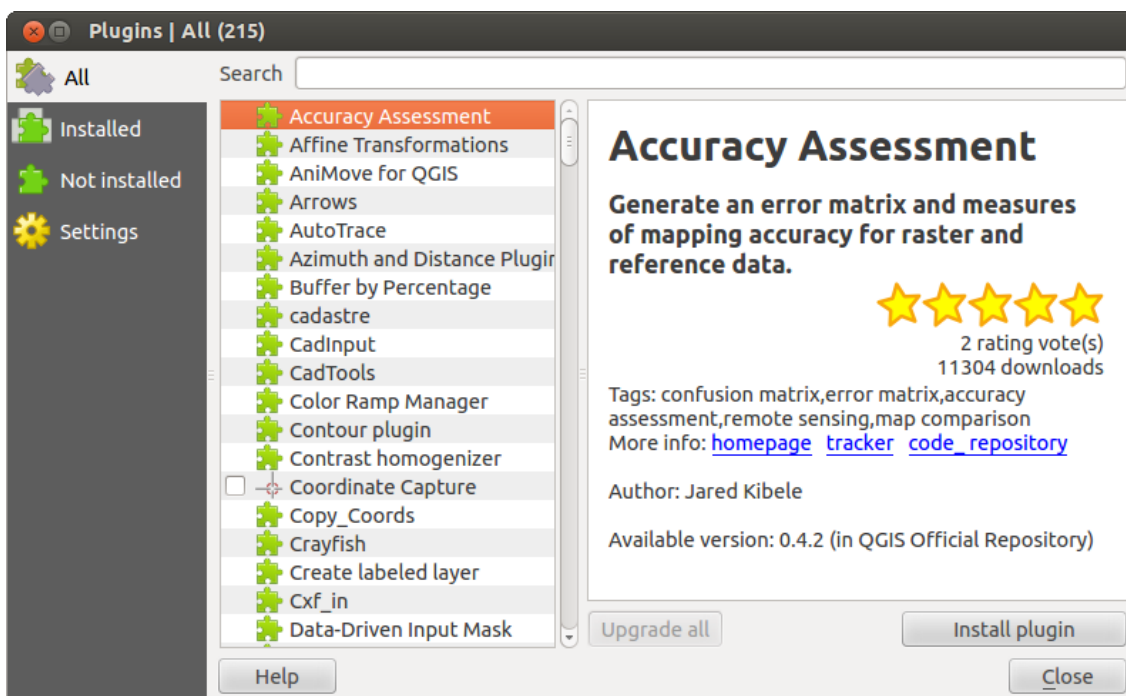 Plugins | All (215)
All
Installed
Not installed
Settings
Search
Accuracy Assessment
Affine Transformations
AniMove for QGIS
Arrows
AutoTrace
Azimuth and Distance Plugin
Buffer by Percentage
cadastre
CadInput
CadTools
Color Ramp Manager
Contour plugin
Contrast homogenizer
Coordinate Capture
Copy_Coords
Crayfish
Create labeled layer
Cxf_in
Data-Driven Input Mask
Accuracy Assessment
Generate an error matrix and measures
of mapping accuracy for raster and
reference data.
2 rating vote(s)
11304 downloads
Tags: confusion matrix,error matrix,accuracy
assessment,remote sensing,map comparison
More info: homepage tracker code_repository
Author: Jared Kibele
Available version: 0.4.2 (in QGIS Official Repository)
Upgrade all
Install plugin
Help
Close